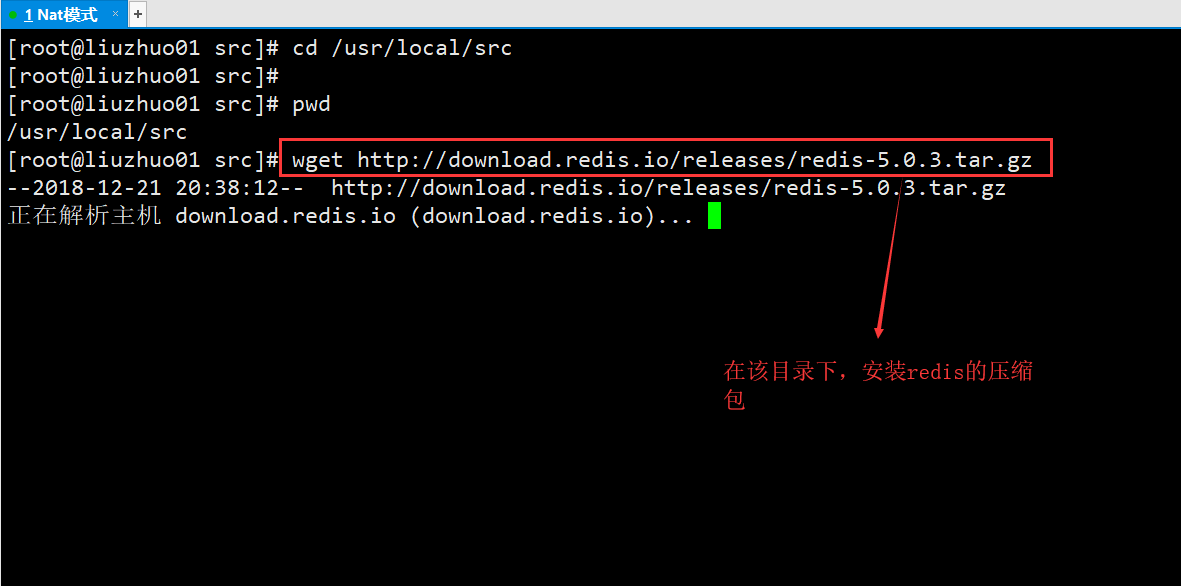 1 Nat模式 × +
[root@liuzhuo01 src]# cd /usr/local/src
[root@liuzhuo01 src]#
[root@liuzhuo01 src]# pwd
/usr/local/src
[root@liuzhuo01 src]# wget http://download.redis.io/releases/redis-5.0.3.tar.gz
--2018-12-21 20:38:12--  http://download.redis.io/releases/redis-5.0.3.tar.gz
正在解析主机 download.redis.io (download.redis.io)...
在该目录下，安装redis的压缩
包